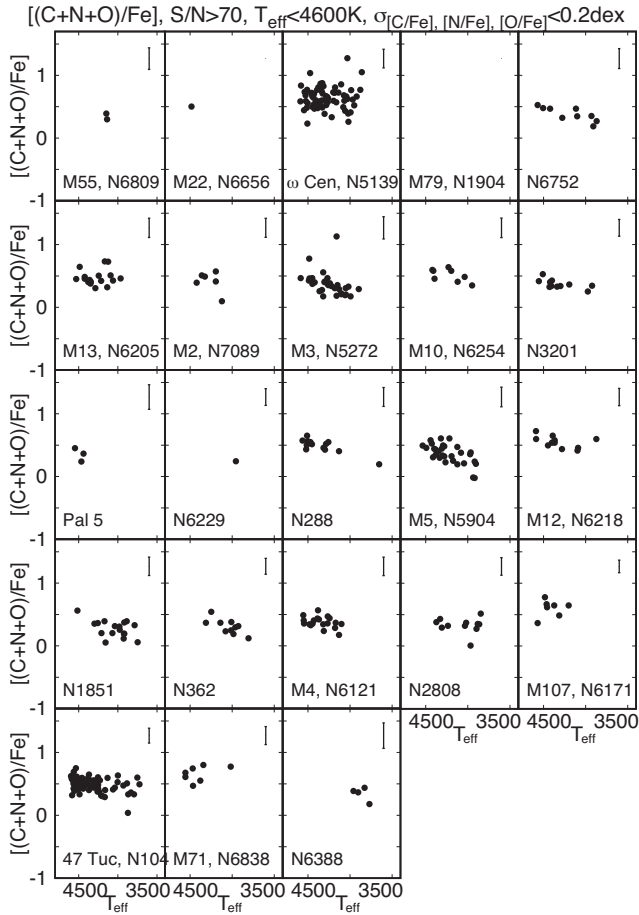 [(C+N+O)/Fe], S/N>70, T_eff<4600K, σ_[C/Fe], [N/Fe], [O/Fe]<0.2dex
[(C+N+O)/Fe]
1
0
-1
M55, N6809
M22, N6656
ω Cen, N5139
M79, N1904
N6752
[(C+N+O)/Fe]
1
0
-1
M13, N6205
M2, N7089
M3, N5272
M10, N6254
N3201
[(C+N+O)/Fe]
1
0
-1
Pal 5
N6229
N288
M5, N5904
M12, N6218
[(C+N+O)/Fe]
1
0
-1
N1851
N362
M4, N6121
N2808
M107, N6171
4500 3500
T_eff
4500 3500
T_eff
[(C+N+O)/Fe]
1
0
-1
47 Tuc, N104
M71, N6838
N6388
4500 3500
T_eff
4500 3500
T_eff
4500 3500
T_eff